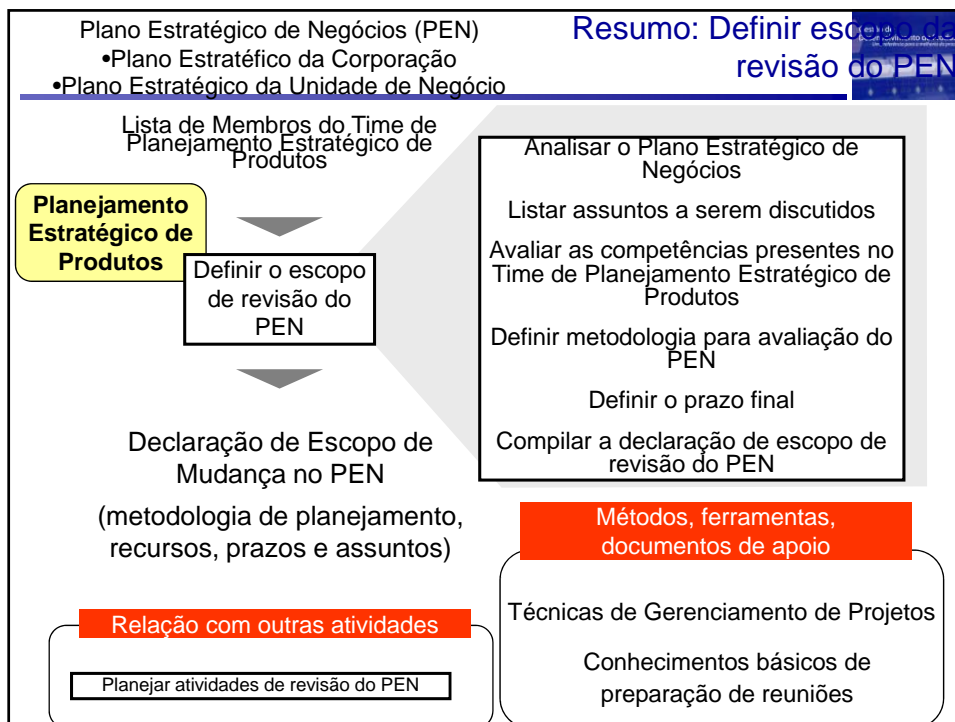 Plano Estratégico de Negócios (PEN)
•Plano Estratéfico da Corporação
•Plano Estratégico da Unidade de Negócio
Resumo: Definir escopo da
revisão do PEN
Lista de Membros do Time de
Planejamento Estratégico de
Produtos
Planejamento
Estratégico de
Produtos
Definir o escopo
de revisão do
PEN
Declaração de Escopo de
Mudança no PEN
(metodologia de planejamento,
recursos, prazos e assuntos)
Relação com outras atividades
Planejar atividades de revisão do PEN
Analisar o Plano Estratégico de
Negócios
Listar assuntos a serem discutidos
Avaliar as competências presentes no
Time de Planejamento Estratégico de
Produtos
Definir metodologia para avaliação do
PEN
Definir o prazo final
Compilar a declaração de escopo de
revisão do PEN
Métodos, ferramentas,
documentos de apoio
Técnicas de Gerenciamento de Projetos
Conhecimentos básicos de
preparação de reuniões